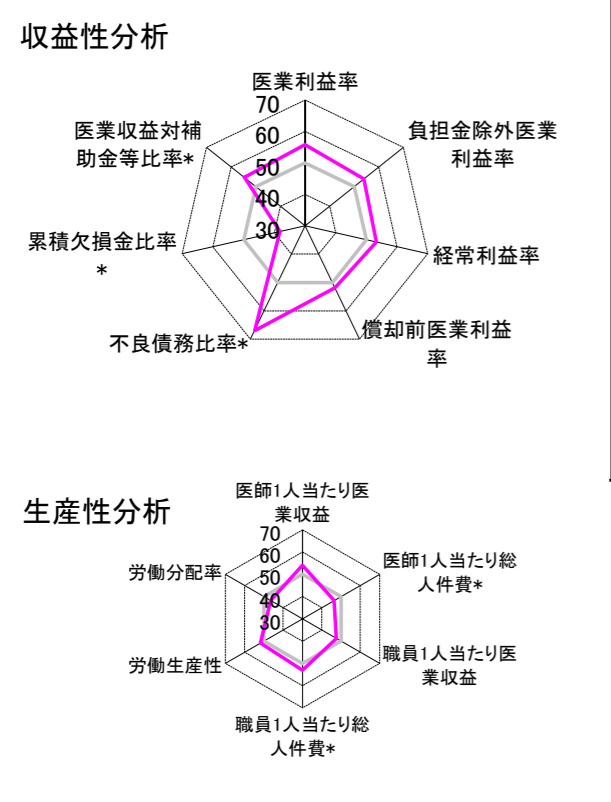 収益性分析
医業利益率
70
60
50
40
30
負担金除外医業
利益率
経常利益率
償却前医業利益
率
不良債務比率*
累積欠損金比率
*
医業収益対補
助金等比率*
生産性分析
医師1人当たり医
業収益
70
60
50
40
30
医師1人当たり総
人件費*
職員1人当たり医
業収益
職員1人当たり総
人件費*
労働生産性
労働分配率